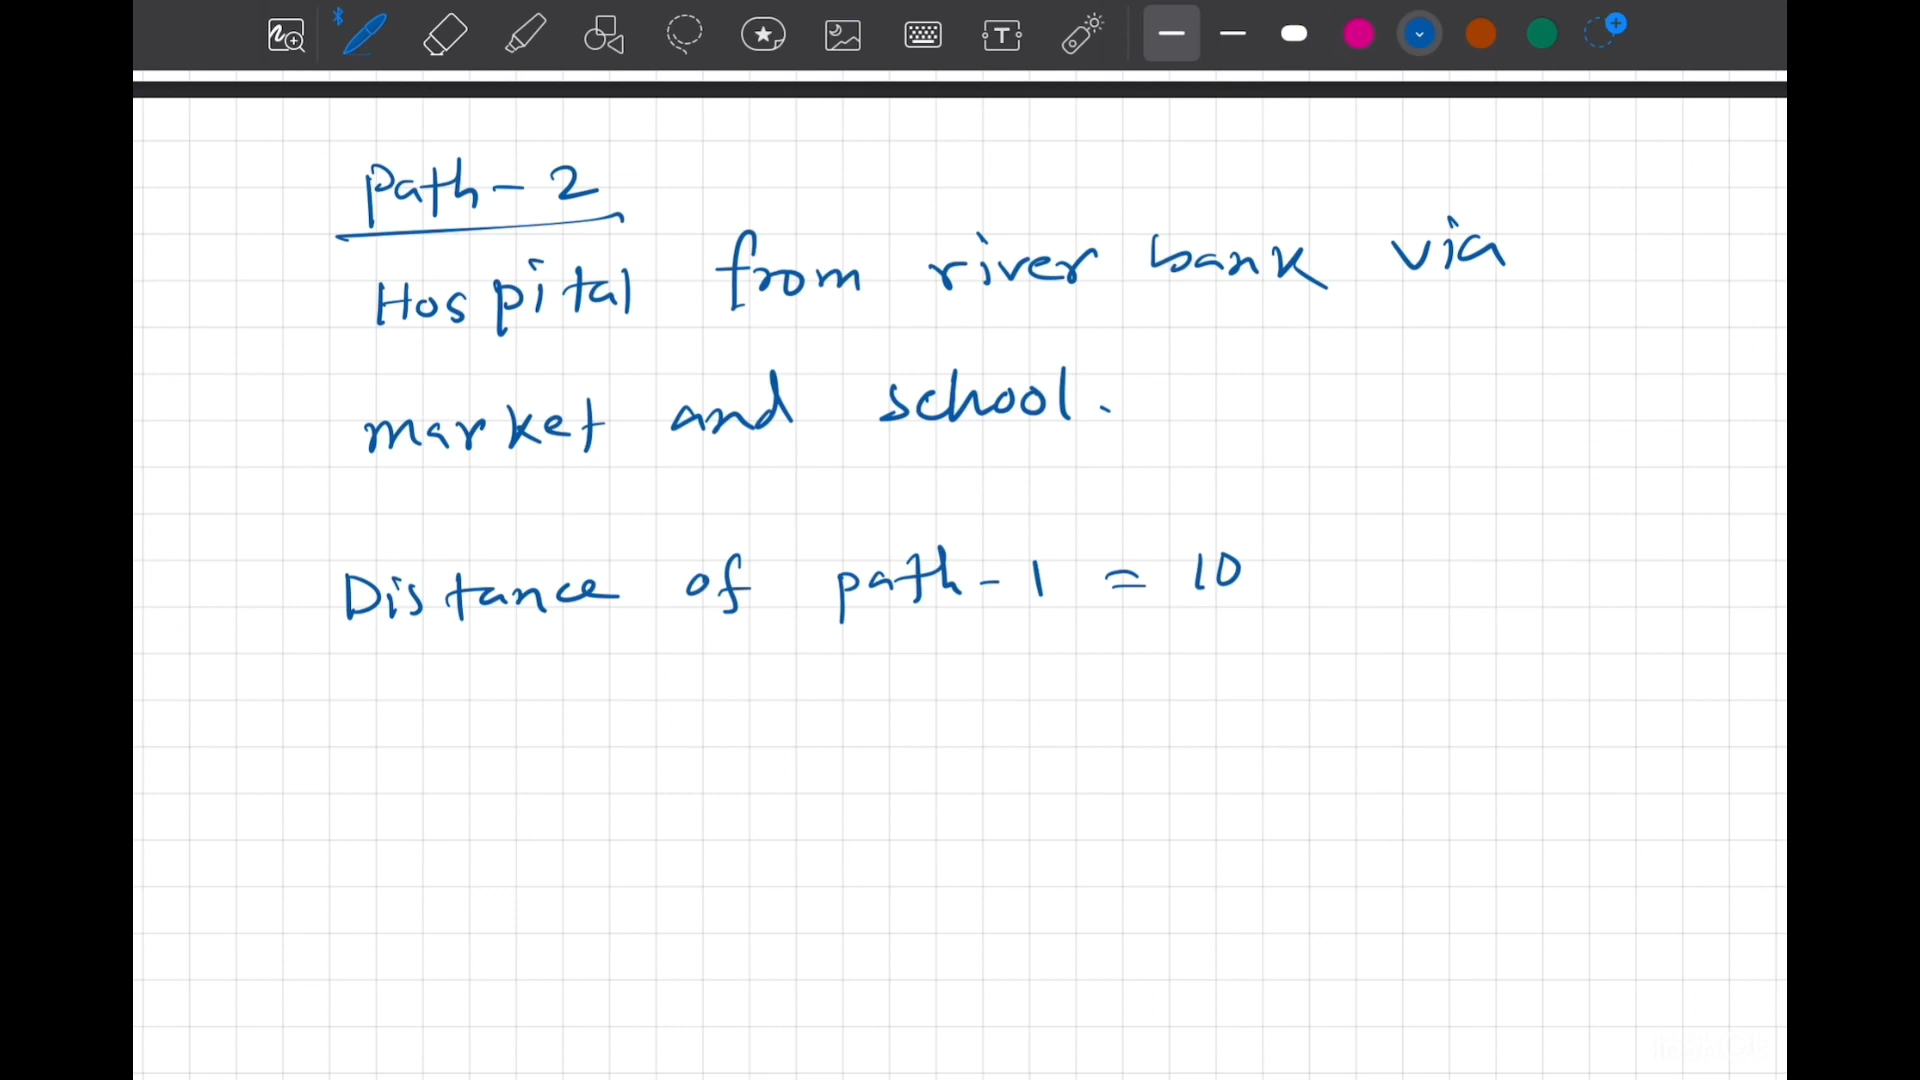 Path-2
Hospital from river bank via
market and school.
Distance of path-1 = 10